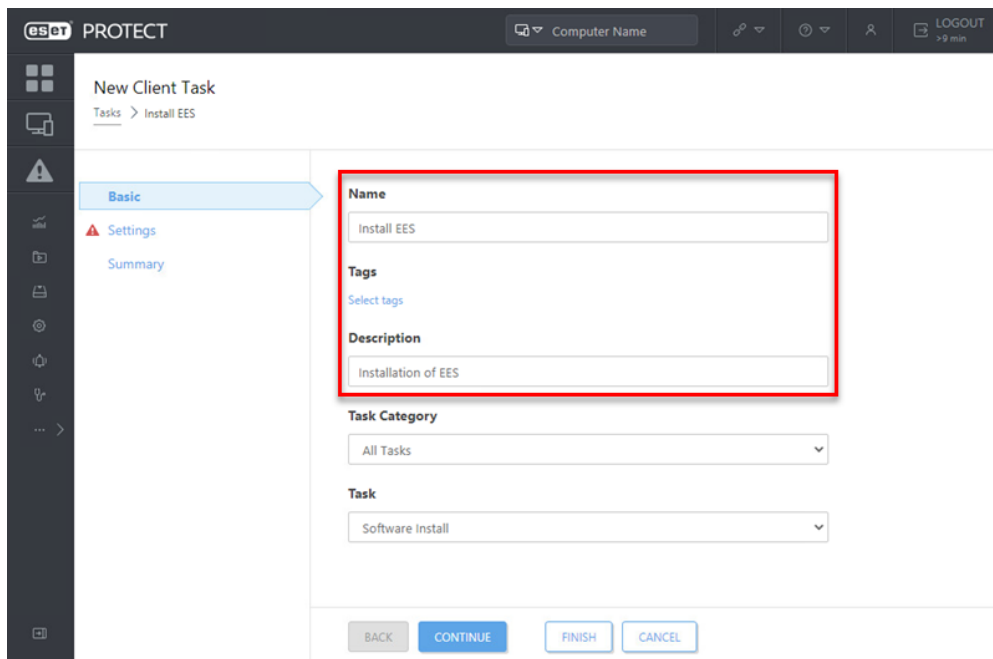 eset PROTECT
Computer Name
LOGOUT
>9 min
New Client Task
Tasks > Install EES
Basic
Settings
Summary
Name
Install EES
Tags
Select tags
Description
Installation of EES
Task Category
All Tasks
Task
Software Install
BACK CONTINUE FINISH CANCEL